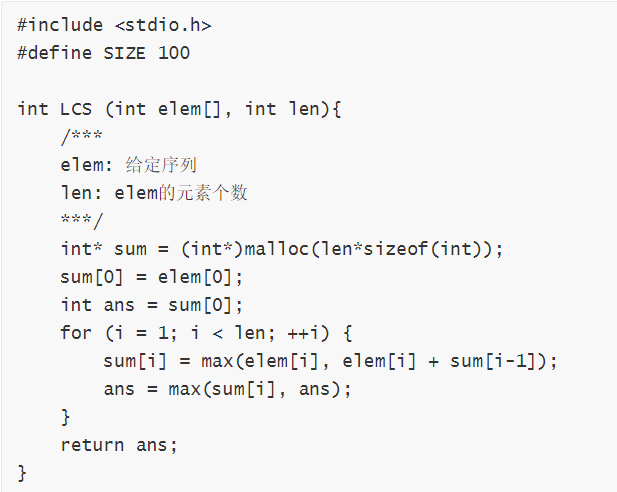 #include <stdio.h>
#define SIZE 100
int LCS (int elem[], int len){
/***
elem: 给定序列
len: elem的元素个数
***/
int* sum = (int*)malloc(len*sizeof(int));
sum[0] = elem[0];
int ans = sum[0];
for (i = 1; i < len; ++i) {
sum[i] = max(elem[i], elem[i] + sum[i-1]);
ans = max(sum[i], ans);
}
return ans;
}